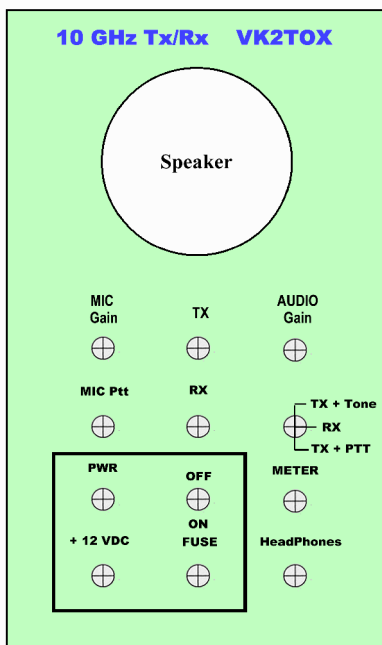 10 GHz Tx/Rx VK2TOX
Speaker
MIC
Gain
TX
AUDIO
Gain
MIC Ptt
RX
TX + Tone
RX
TX + PTT
PWR
OFF
METER
ON
+ 12 VDC
FUSE
HeadPhones